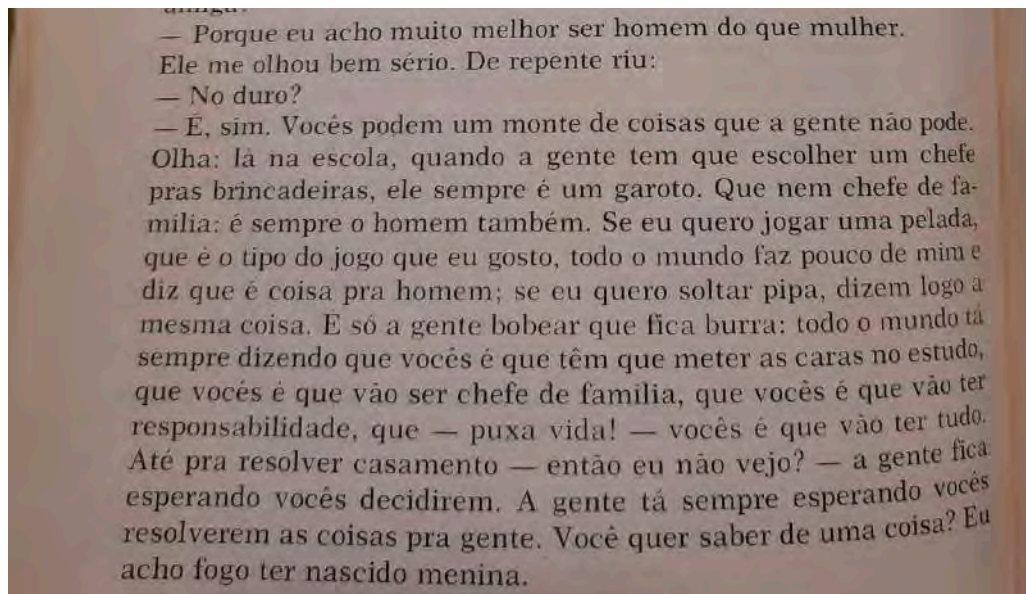 amiga?
— Porque eu acho muito melhor ser homem do que mulher.
Ele me olhou bem sério. De repente riu:
— No duro?
— É, sim. Vocês podem um monte de coisas que a gente não pode.
Olha: lá na escola, quando a gente tem que escolher um chefe
pras brincadeiras, ele sempre é um garoto. Que nem chefe de fa-
mília: é sempre o homem também. Se eu quero jogar uma pelada,
que é o tipo do jogo que eu gosto, todo o mundo faz pouco de mim e
diz que é coisa pra homem; se eu quero soltar pipa, dizem logo a
mesma coisa. É só a gente bobear que fica burra: todo o mundo tá
sempre dizendo que vocês é que têm que meter as caras no estudo,
que vocês é que vão ser chefe de família, que vocês é que vão ter
responsabilidade, que — puxa vida! — vocês é que vão ter tudo.
Até pra resolver casamento — então eu não vejo? — a gente fica
esperando vocês decidirem. A gente tá sempre esperando vocês
resolverem as coisas pra gente. Você quer saber de uma coisa? Eu
acho fogo ter nascido menina.